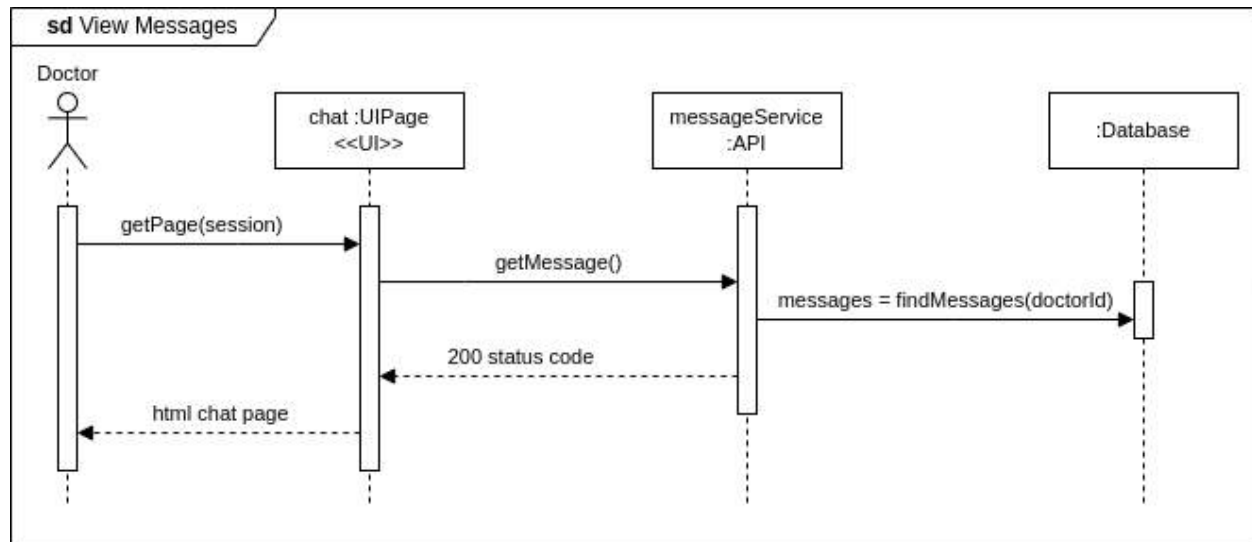 sd View Messages
Doctor
chat :UIPage
<<UI>>
messageService
:API
:Database
getPage(session)
getMessage()
messages = findMessages(doctorId)
200 status code
html chat page